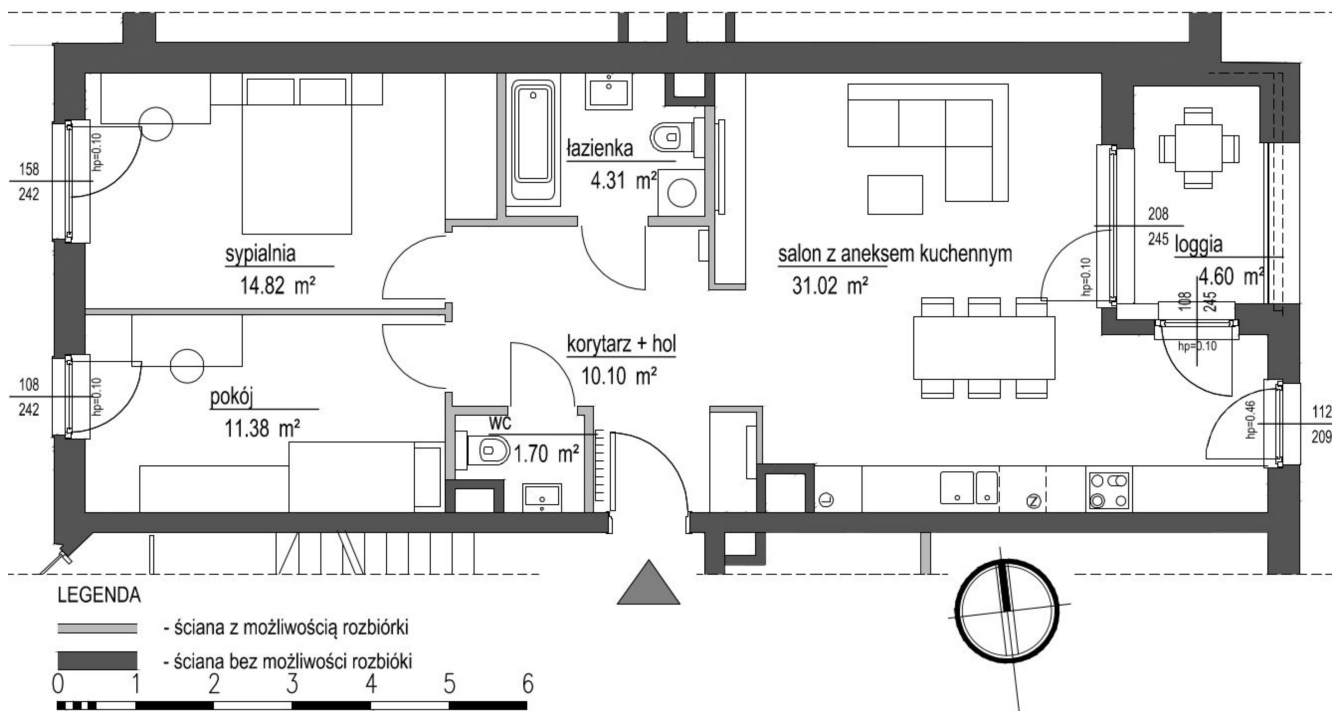 158
242
hp=0.10
sypialnia
14.82 m²
łazienka
4.31 m²
salon z aneksem kuchennym
31.02 m²
hp=0.10
208
245
loggia
4.60 m²
108
245
hp=0.10
108
242
hp=0.10
pokój
11.38 m²
korytarz + hol
10.10 m²
wc
1.70 m²
hp=0.46
112
209
L
Z
LEGENDA
- ściana z możliwością rozbiórki
- ściana bez możliwości rozbióki
0 1 2 3 4 5 6